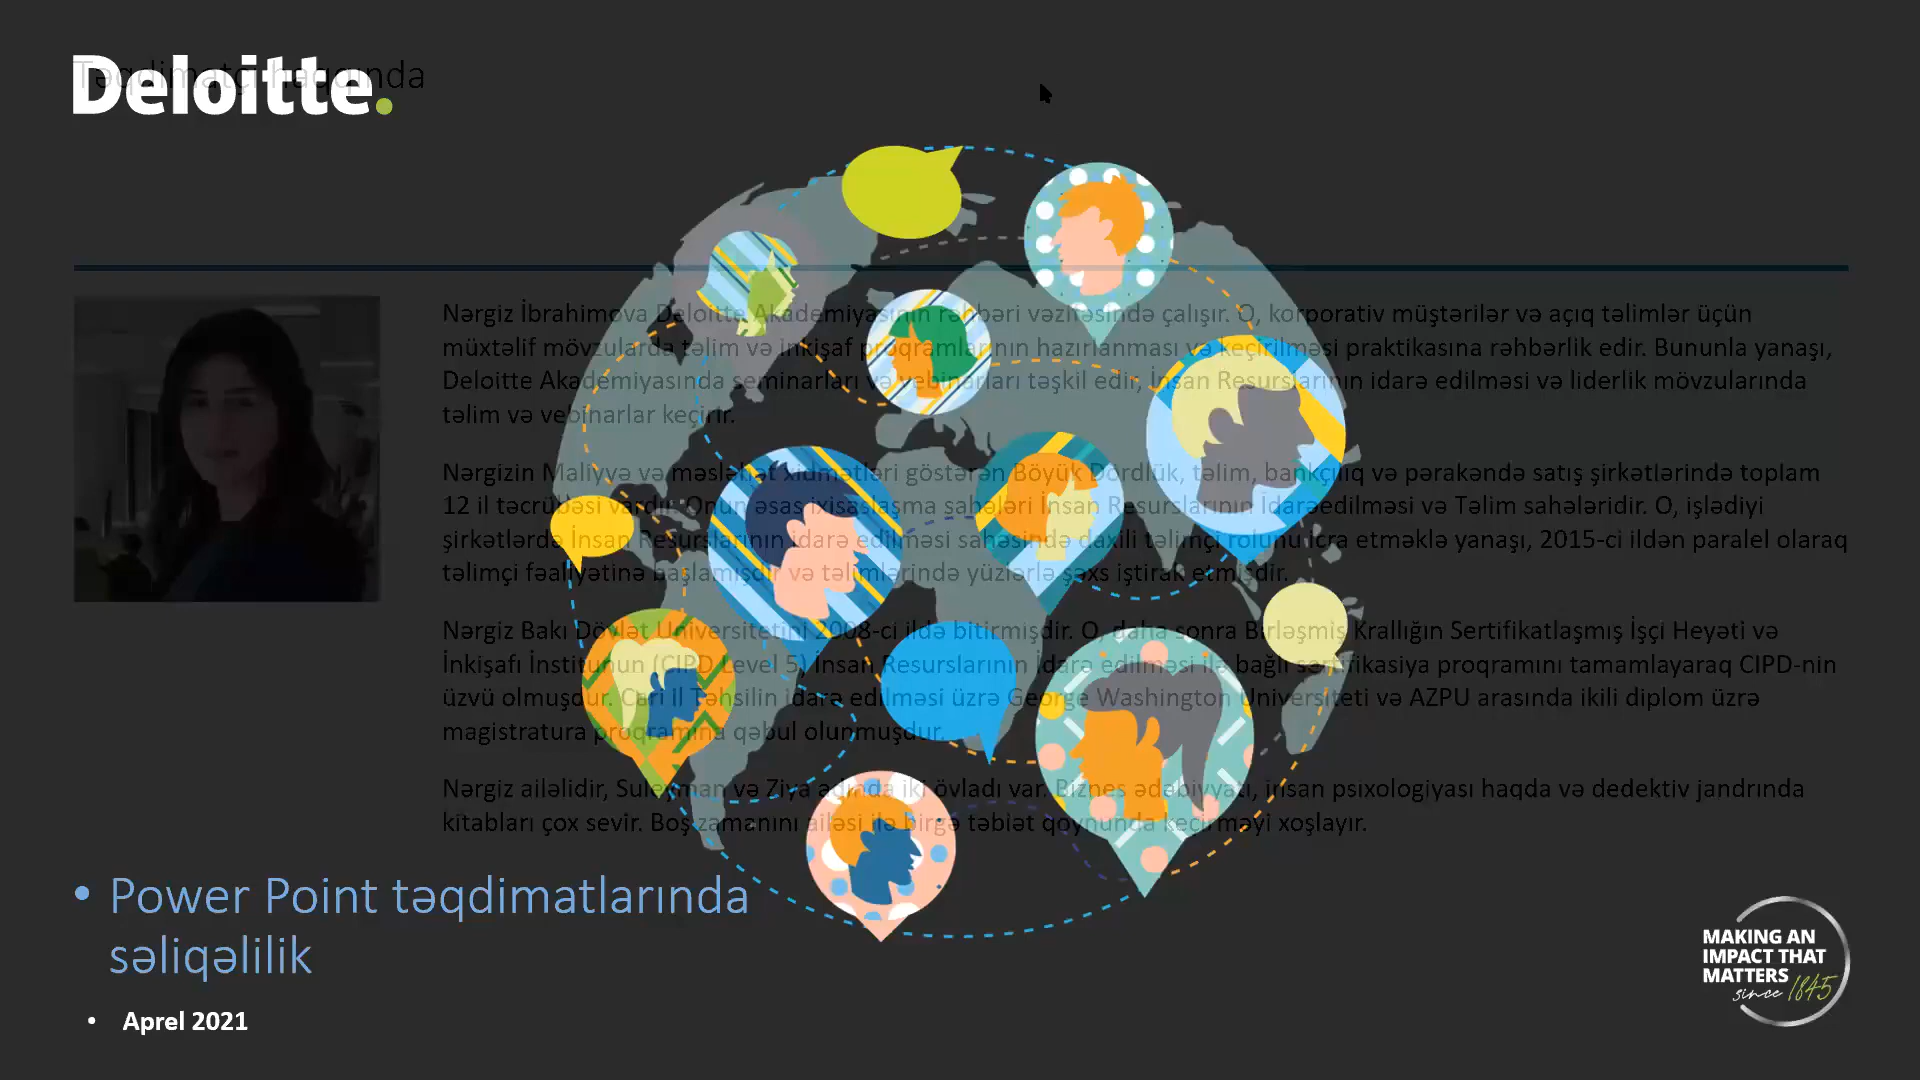 Təqdimatçı haqqında
Deloitte.
Nərgiz İbrahimova Deloitte Akademiyasının rəhbəri vəzifəsində çalışır. O, korporativ müştərilər və açıq təlimlər üçün
müxtəlif mövzularda təlim və inkişaf proqramlarının hazırlanması və keçirilməsi praktikasına rəhbərlik edir. Bununla yanaşı,
Deloitte Akademiyasında seminarları və vebinarları təşkil edir, İnsan Resurslarının idarə edilməsi və liderlik mövzularında
təlim və vebinarlar keçirir.
Nərgizin Maliyyə və məsləhət xidmətləri göstərən Böyük Dördlük, təlim, bankçılıq və pərakəndə satış şirkətlərində toplam
12 il təcrübəsi vardır. Onun əsas ixtisaslaşma sahələri İnsan Resurslarının İdarəedilməsi və Təlim sahələridir. O, işlədiyi
şirkətlərdə İnsan Resurslarının idarə edilməsi sahəsində daxili təlimçi rolunu icra etməklə yanaşı, 2015-ci ildən paralel olaraq
təlimçi fəaliyətinə başlamışdır və təlimlərində yüzlərlə şəxs iştirak etmişdir.
Nərgiz Bakı Dövlət Universitetini 2008-ci ildə bitirmişdir. O, daha sonra Birləşmiş Krallığın Sertifikatlaşmış İşçi Heyəti və
İnkişafı İnstitunun (CIPD Level 5) İnsan Resurslarının idarə edilməsi ilə bağlı sertifikasiya proqramını tamamlayaraq CIPD-nin
üzvü olmuşdur. Cari il Təhsilin idarə edilməsi üzrə George Washington Universiteti və AZPU arasında ikili diplom üzrə
magistratura proqramına qəbul olunmuşdur.
Nərgiz ailəlidir, Suleyman və Ziya adında iki övladı var. Biznes ədəbiyyatı, insan psixologiyası haqda və dedektiv jandrında
kitabları çox sevir. Boş zamanını ailəsi ilə birgə təbiət qoynunda keçirməyi xoşlayır.
• Power Point təqdimatlarında
səliqəlilik
• Aprel 2021
MAKING AN
IMPACT THAT
MATTERS
since 1845